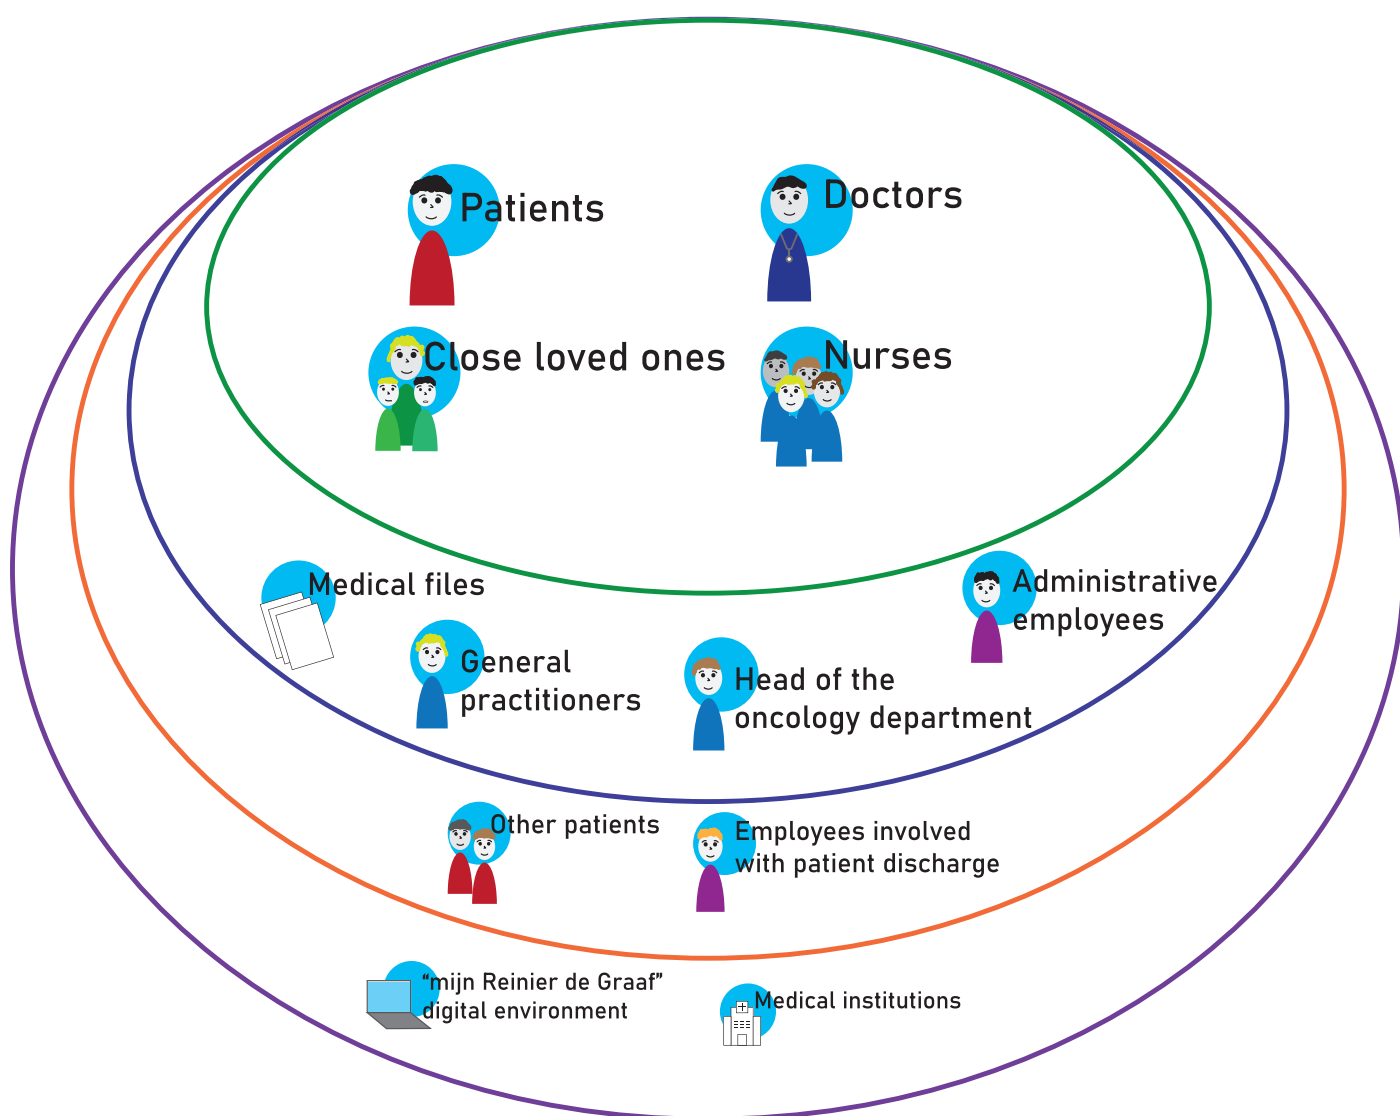 Patients
Doctors
Close loved ones
Nurses
Medical files
Administrative
employees
General
practitioners
Head of the
oncology department
Other patients
Employees involved
with patient discharge
“mijn Reinier de Graaf”
digital environment
Medical institutions